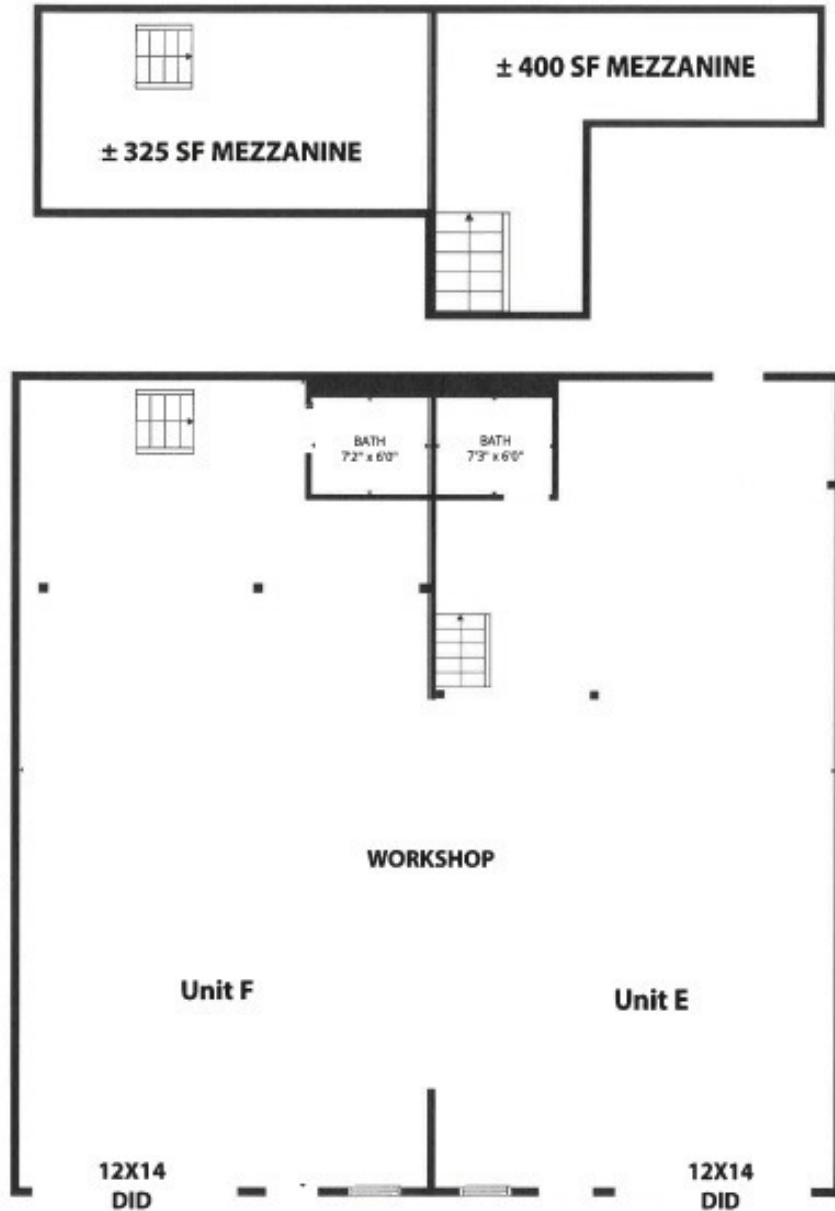 ± 400 SF MEZZANINE
± 325 SF MEZZANINE
BATH
7'2" x 6'0"
BATH
7'3" x 6'0"
WORKSHOP
Unit F
Unit E
12X14
DID
12X14
DID